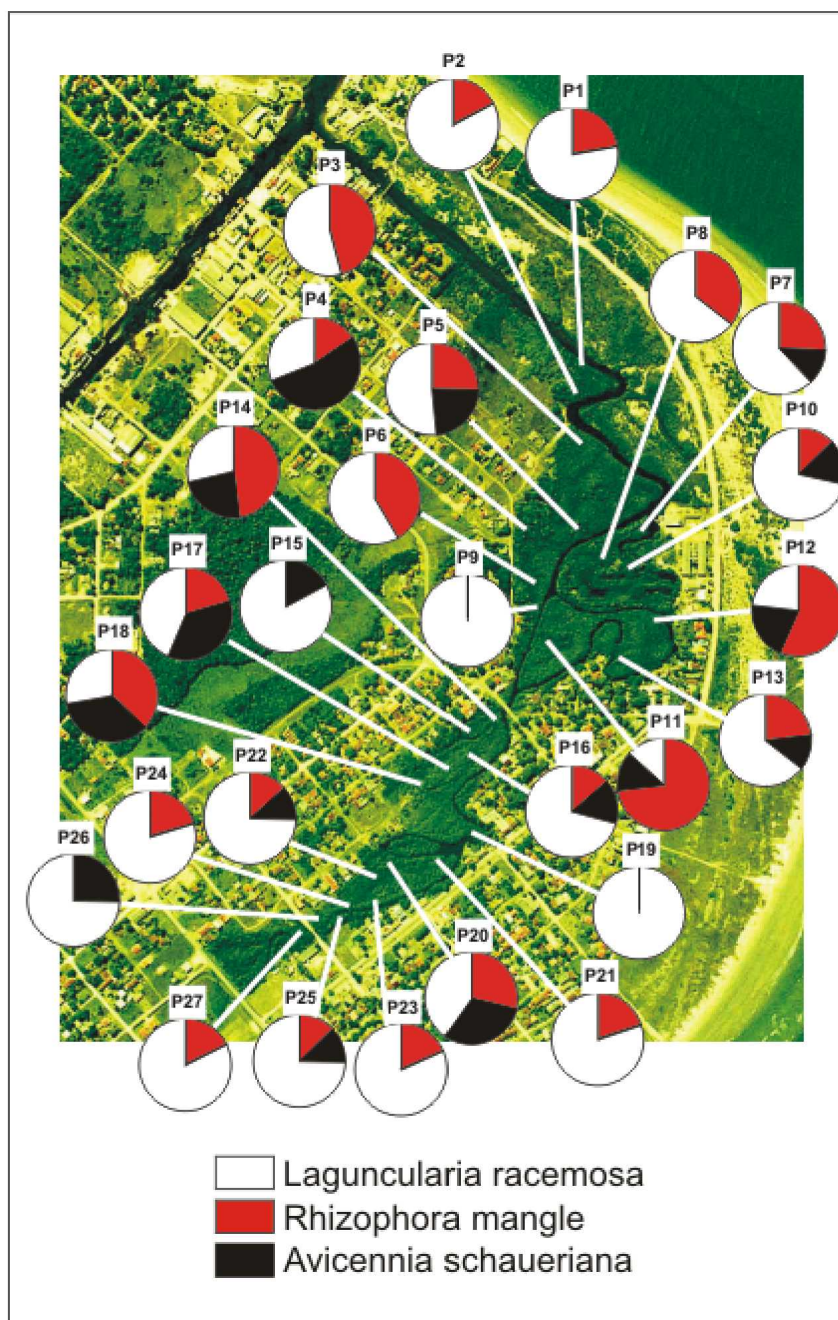 P2
P1
P3
P8
P7
P4
P5
P10
P14
P6
P15
P9
P17
P12
P18
P13
P22
P16
P11
P24
P26
P19
P20
P21
P27
P25
P23
Laguncularia racemosa
Rhizophora mangle
Avicennia schaueriana